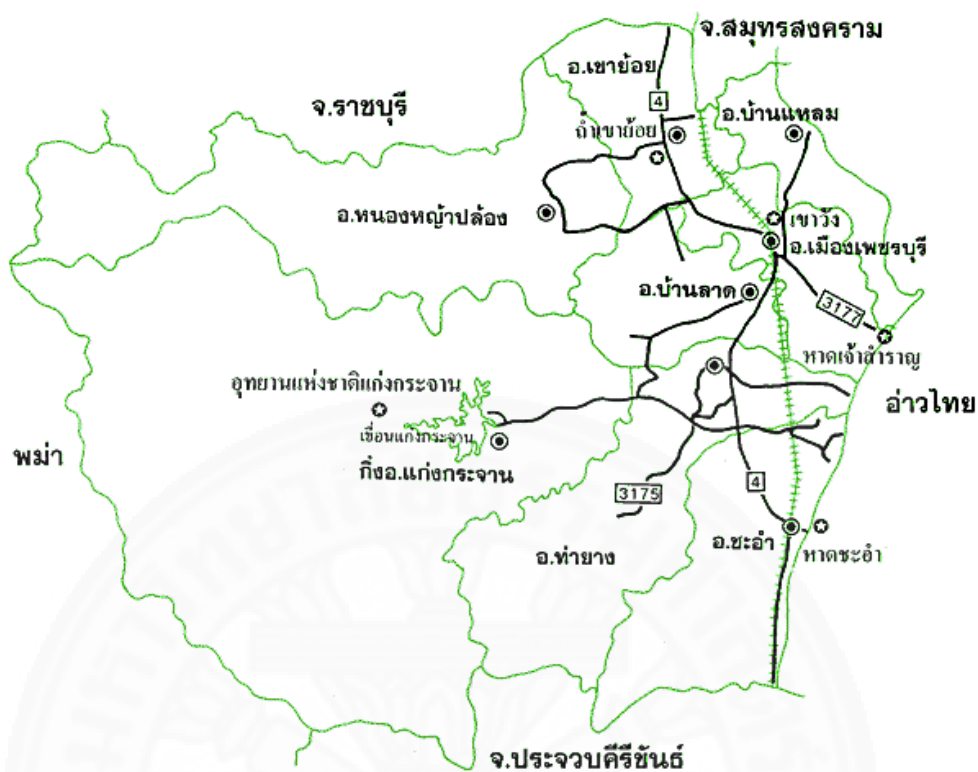 จ.สมุทรสงคราม
อ.เขาย้อย
4
จ.ราชบุรี
ถ้ำเขาย้อย
อ.บ้านแหลม
อ.หนองหญ้าปล้อง
เขาวัง
อ.เมืองเพชรบุรี
อ.บ้านลาด
3177
หาดเจ้าสำราญ
อุทยานแห่งชาติแก่งกระจาน
อ่าวไทย
เขื่อนแก่งกระจาน
พม่า
กิ่งอ.แก่งกระจาน
3175
4
อ.ท่ายาง
อ.ชะอำ
หาดชะอำ
จ.ประจวบคีรีขันธ์